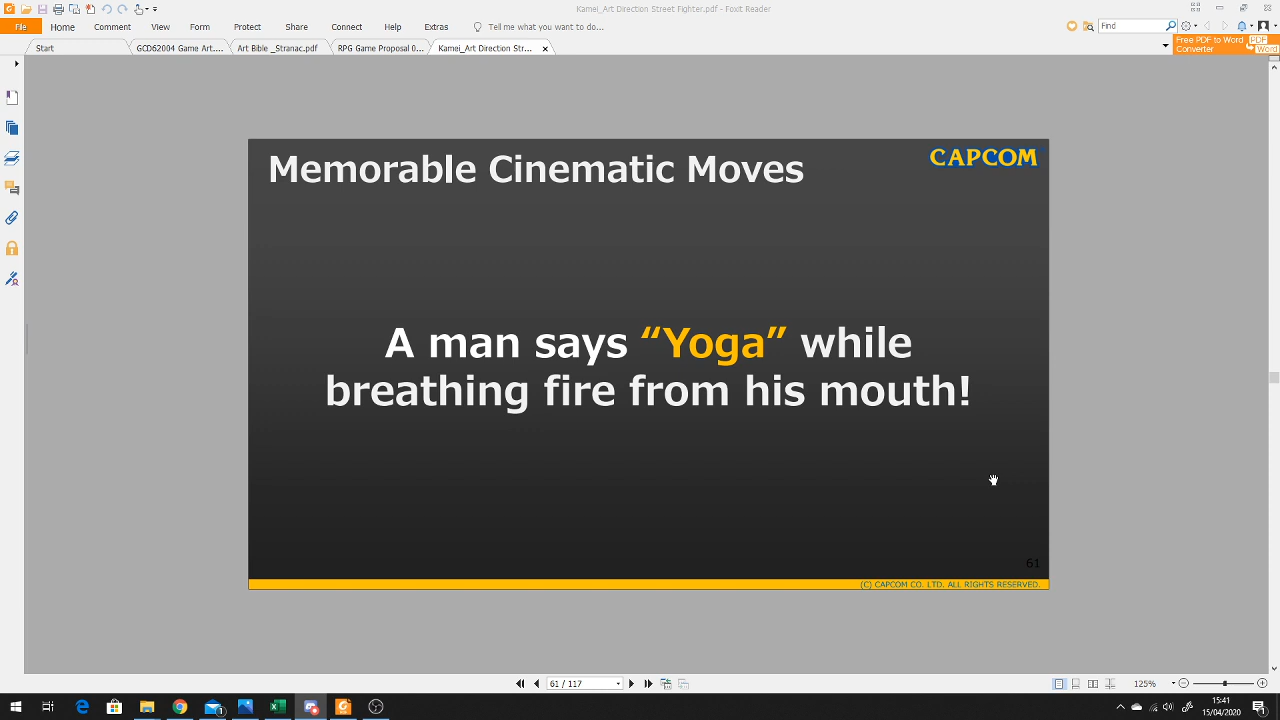 Kamei_Art Direction Street Fighter.pdf - Foxit Reader
File Home Comment View Form Protect Share Connect Help Extras Tell me what you want to do... Find
Start GCD62004 Game Art.... Art Bible _Stranac.pdf RPG Game Proposal 0... Kamei_Art Direction Str... Free PDF to Word
Converter
PDF
Word
Memorable Cinematic Moves
CAPCOM
A man says “Yoga” while
breathing fire from his mouth!
61
(C) CAPCOM CO. LTD. ALL RIGHTS RESERVED.
61 / 117 125%
15:41
15/04/2020